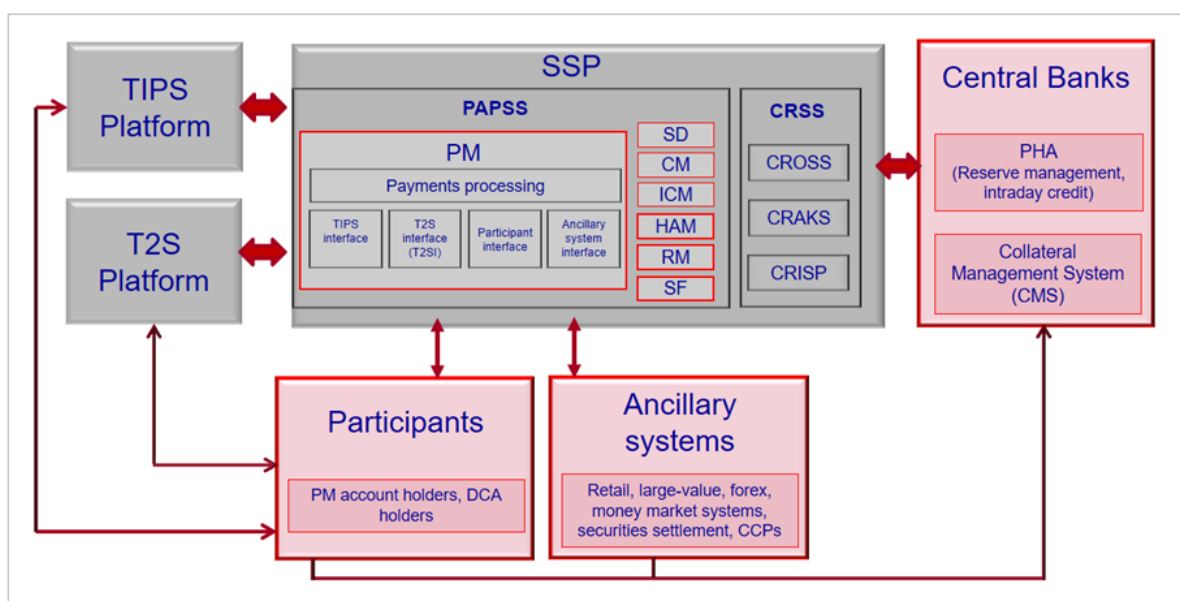 TIPS
Platform
T2S
Platform
SSP
PAPSS
PM
Payments processing
TIPS
interface
T2S
interface
(T2SI)
Participant
interface
Ancillary
system
interface
SD
CM
ICM
HAM
RM
SF
CRSS
CROSS
CRAKS
CRISP
Central Banks
PHA
(Reserve management,
intraday credit)
Collateral
Management System
(CMS)
Participants
PM account holders, DCA
holders
Ancillary
systems
Retail, large-value, forex,
money market systems,
securities settlement, CCPs